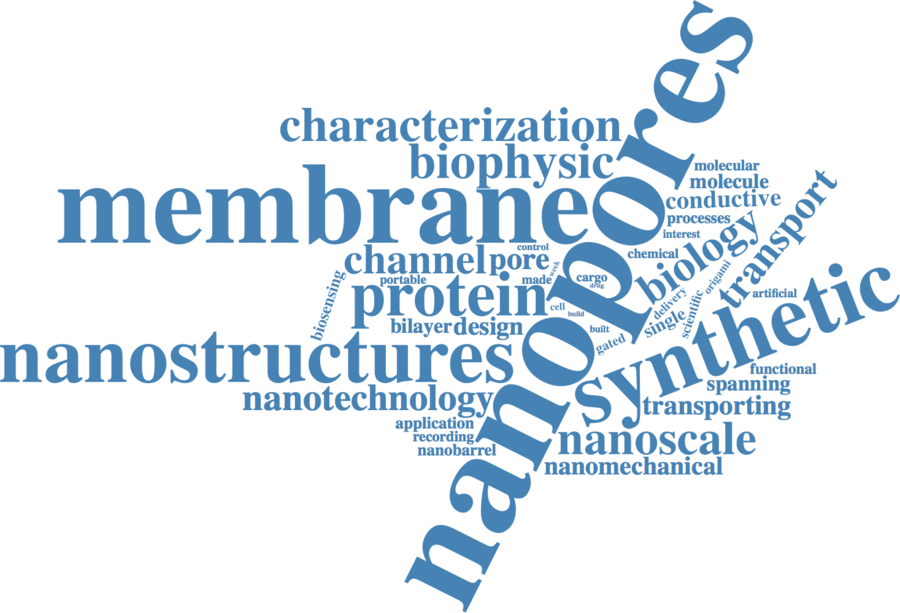 nanopores
characterization
biophysic
membrane
molecular
molecule
conductive
processes
interest
transport
biology
control
channel
pore
chemical
week
cargo
drug
made
portable
protein
biosensing
origami
delivery
scientific
artificial
cell
build
single
synthetic
bilayer
design
built
gated
nanostructures
functional
spanning
nanotechnology
transporting
application
recording
nanobarrel
nanoscale
nanomechanical